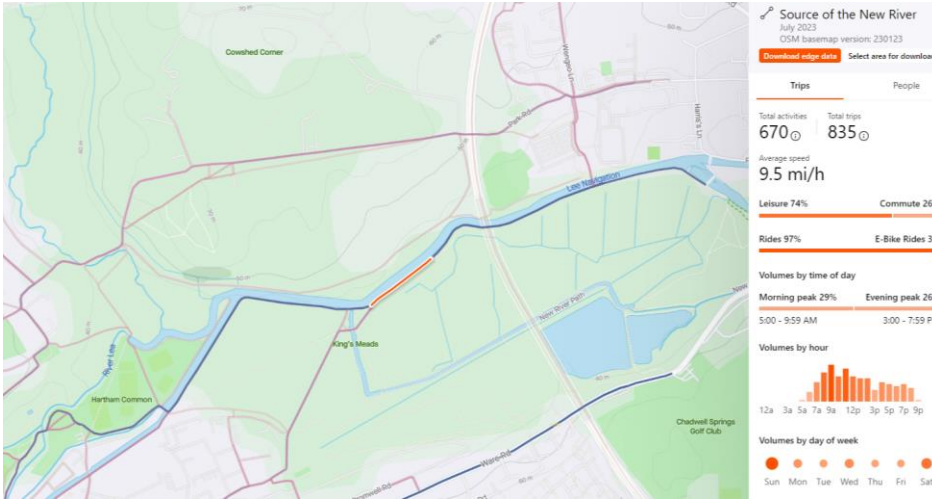 Source of the New River
July 2023
OSM basemap version: 230123
Download edge data Select area for download
Trips People
Total activities Total trips
670 835
Average speed
9.5 mi/h
Leisure 74% Commute 26
Rides 97% E-Bike Rides 3
Volumes by time of day
Morning peak 29% Evening peak 26
5:00 - 9:59 AM 3:00 - 7:59 P
Volumes by hour
12a 3a 5a 7a 9a 12p 3p 5p 7p 9p
Volumes by day of week
Sun Mon Tue Wed Thu Fri Sat
Cowshed Corner
Park Rd
Lee Navigation
New River Path
New
King's Meads
River Lea
Hartham Common
Chadwell Springs
Golf Club
Ware Rd